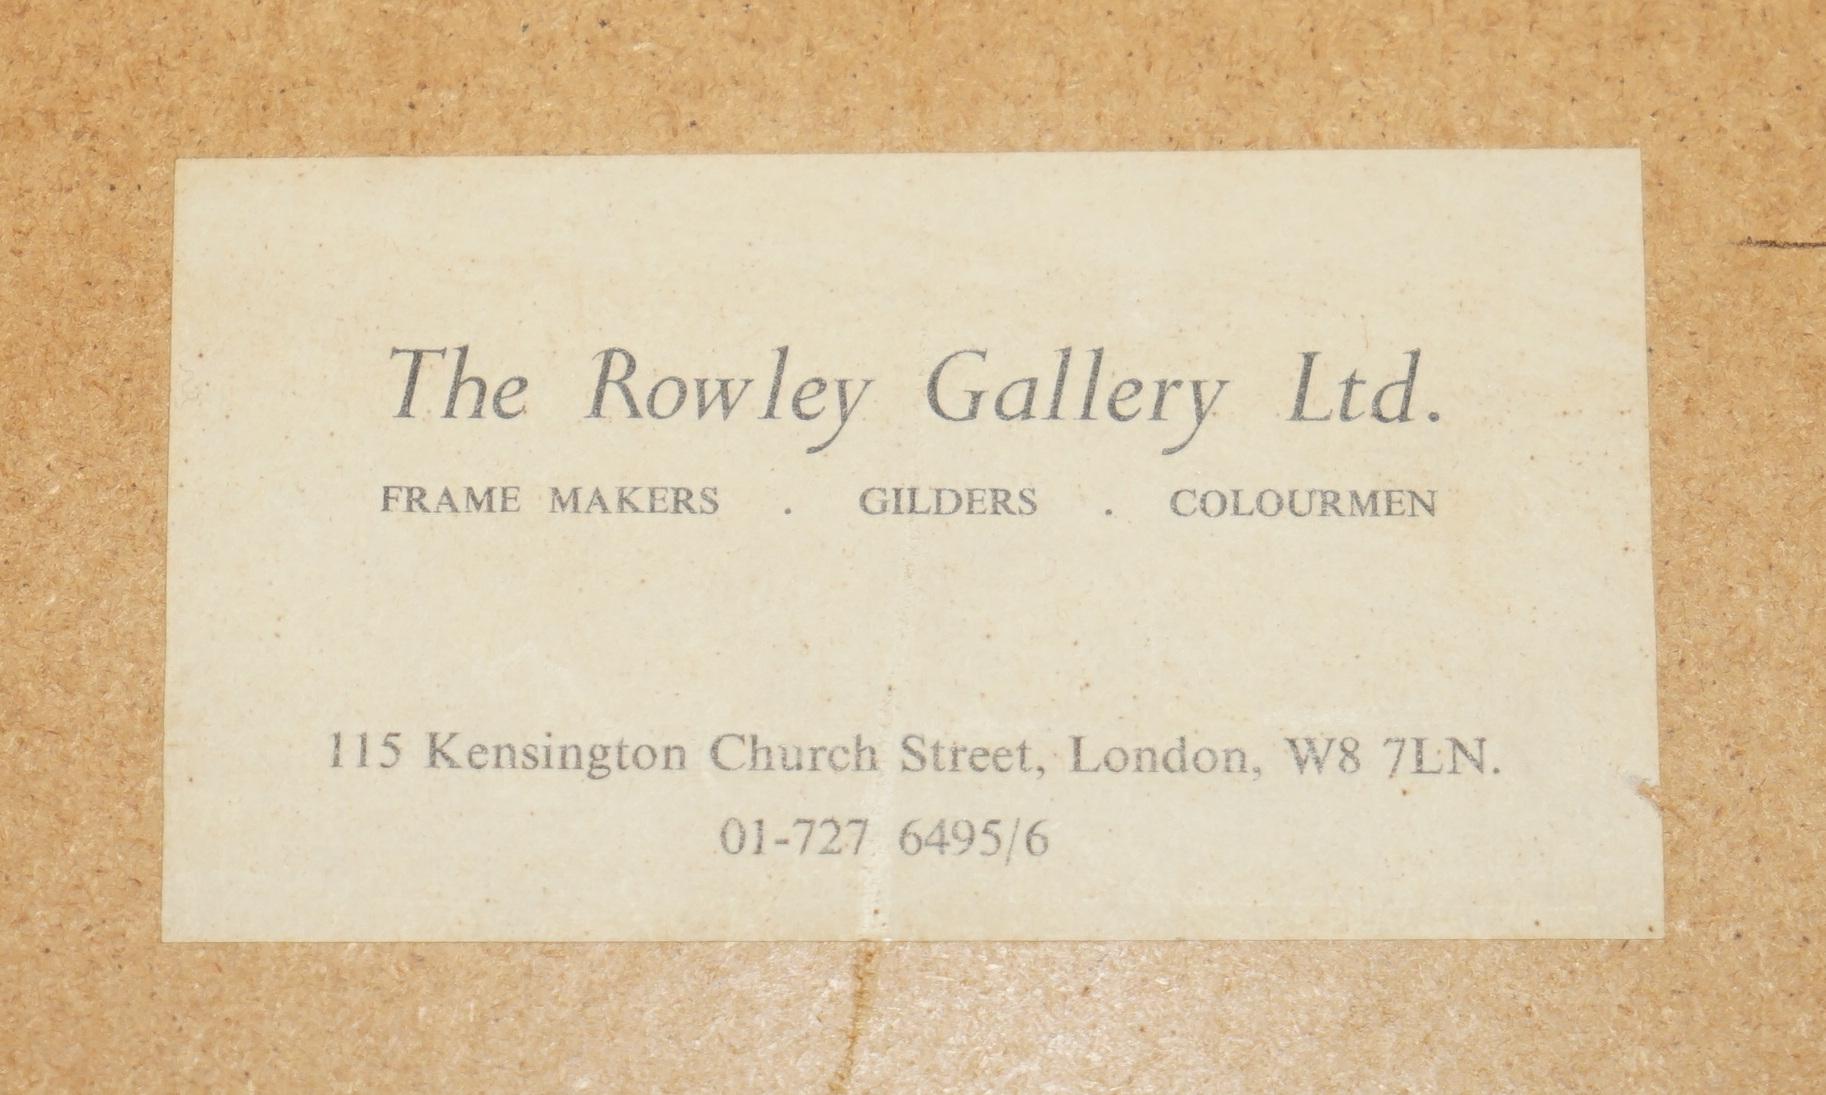 The Rowley Gallery Ltd.
FRAME MAKERS . GILDERS . COLOURMEN
115 Kensington Church Street, London, W8 7LN.
01-727 6495/6